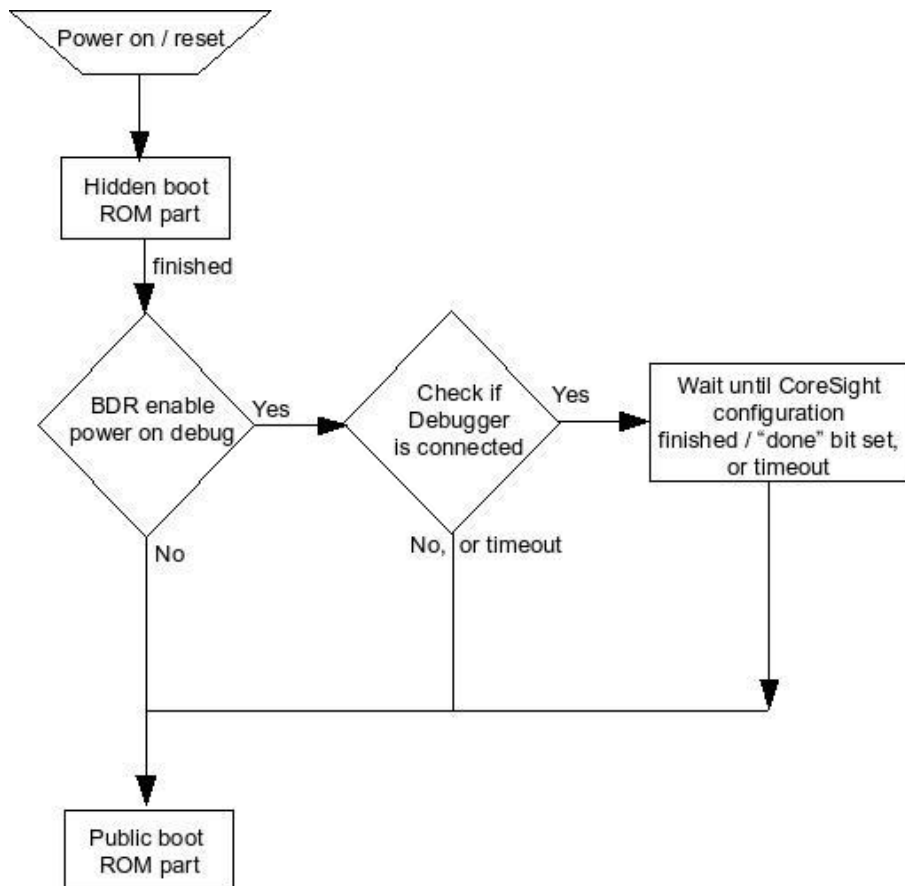 Power on / reset
Hidden boot
ROM part
finished
BDR enable
power on debug
Yes
Check if
Debugger
is connected
Yes
Wait until CoreSight
configuration
finished / “done” bit set,
or timeout
No
No, or timeout
Public boot
ROM part